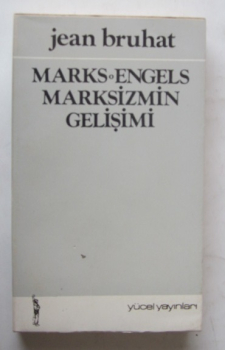 jean bruhat
MARKS-ENGELS
MARKSİZMİN
GELİŞİMİ
yücel yayınları